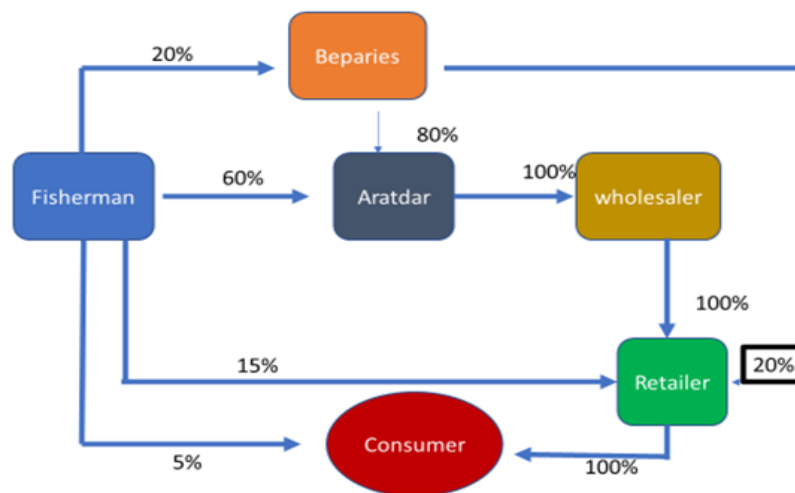 20%
Beparies
80%
Fisherman
60%
Aratdar
100%
wholesaler
100%
15%
Retailer
20%
Consumer
5%
100%